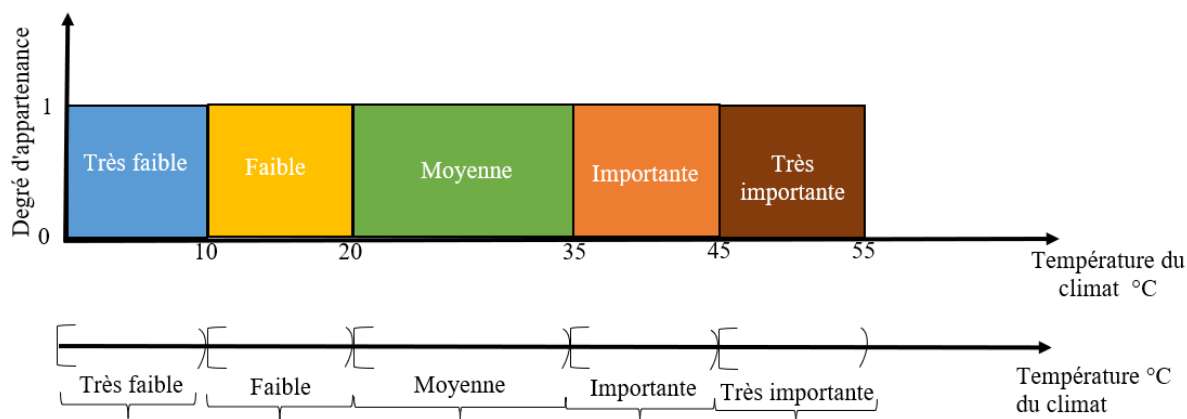 Degré d'appartenance
1
0
Très faible
Faible
Moyenne
Importante
Très
importante
10
20
35
45
55
Température du
climat °C
Très faible
Faible
Moyenne
Importante
Très importante
Température °C
du climat